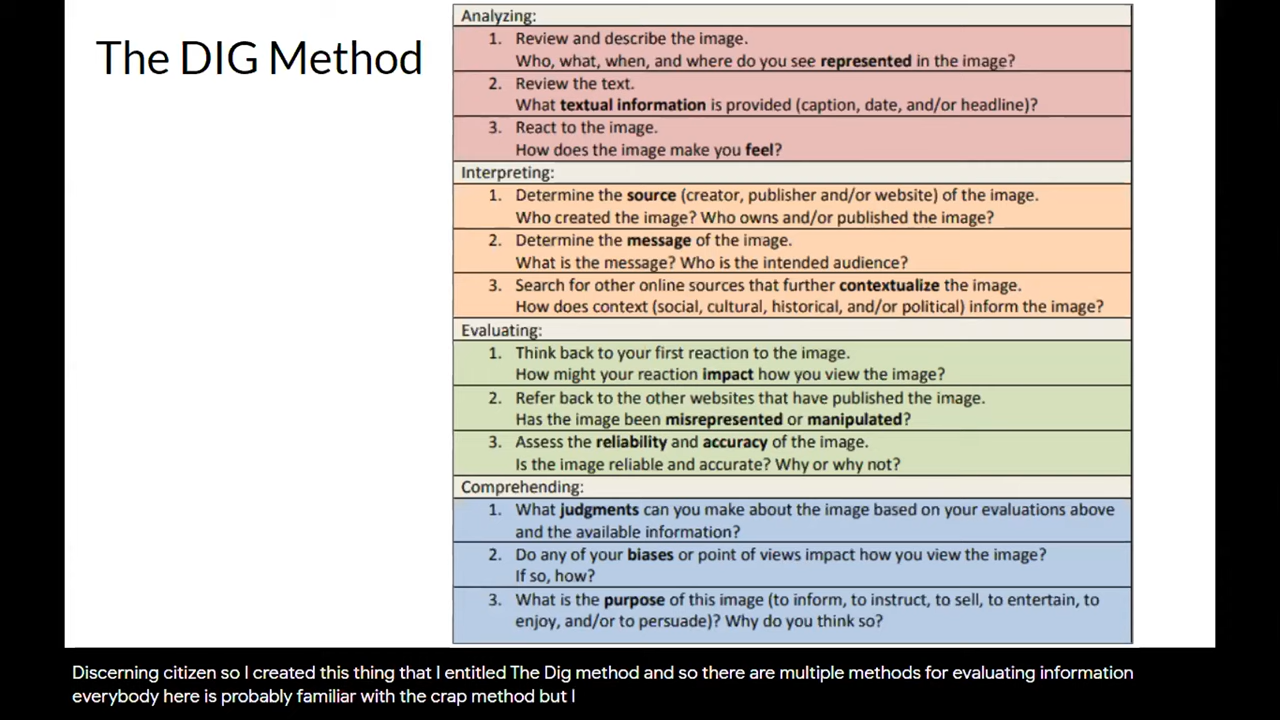 The DIG Method
Analyzing:
1. Review and describe the image.
Who, what, when, and where do you see represented in the image?
2. Review the text.
What textual information is provided (caption, date, and/or headline)?
3. React to the image.
How does the image make you feel?
Interpreting:
1. Determine the source (creator, publisher and/or website) of the image.
Who created the image? Who owns and/or published the image?
2. Determine the message of the image.
What is the message? Who is the intended audience?
3. Search for other online sources that further contextualize the image.
How does context (social, cultural, historical, and/or political) inform the image?
Evaluating:
1. Think back to your first reaction to the image.
How might your reaction impact how you view the image?
2. Refer back to the other websites that have published the image.
Has the image been misrepresented or manipulated?
3. Assess the reliability and accuracy of the image.
Is the image reliable and accurate? Why or why not?
Comprehending:
1. What judgments can you make about the image based on your evaluations above
and the available information?
2. Do any of your biases or point of views impact how you view the image?
If so, how?
3. What is the purpose of this image (to inform, to instruct, to sell, to entertain, to
enjoy, and/or to persuade)? Why do you think so?
Discerning citizen so I created this thing that I entitled The Dig method and so there are multiple methods for evaluating information
everybody here is probably familiar with the crap method but I